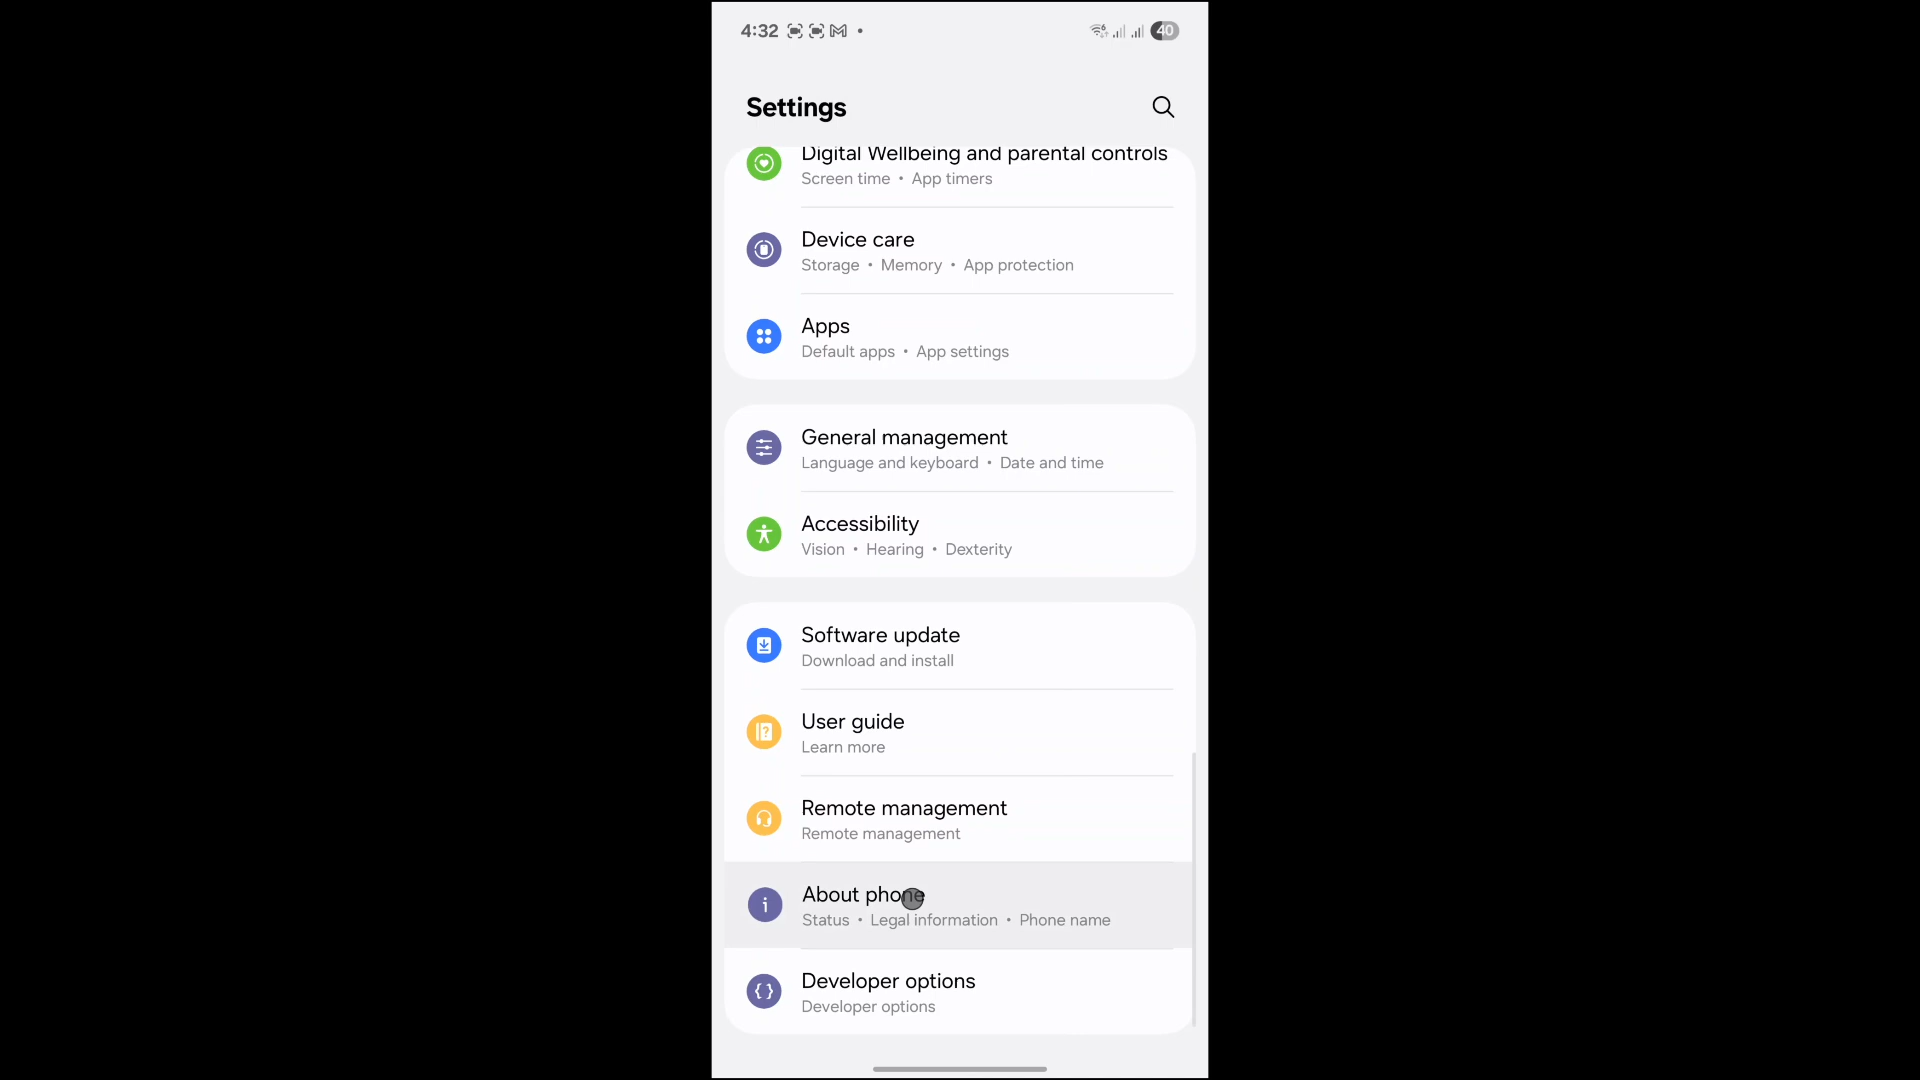 4:32
40
Settings
Digital Wellbeing and parental controls
Screen time • App timers
Device care
Storage • Memory • App protection
Apps
Default apps • App settings
General management
Language and keyboard • Date and time
Accessibility
Vision • Hearing • Dexterity
Software update
Download and install
User guide
Learn more
Remote management
Remote management
About phone
Status • Legal information • Phone name
Developer options
Developer options